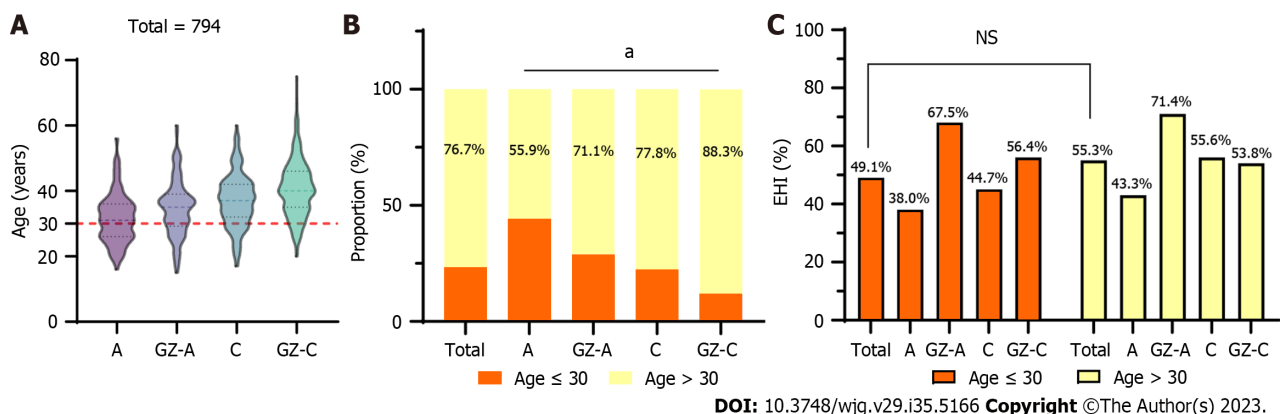 A
Total = 794
Age (years)
80
60
40
30
20
0
A GZ-A C GZ-C
B
a
Proportion (%)
100
50
0
76.7% 55.9% 71.1% 77.8% 88.3%
Total A GZ-A C GZ-C
Age ≤ 30 Age > 30
C
NS
EHI (%)
100
80
60
40
20
0
49.1% 38.0% 67.5% 44.7% 56.4% 55.3% 43.3% 71.4% 55.6% 53.8%
Total A GZ-A C GZ-C Total A GZ-A C GZ-C
Age ≤ 30 Age > 30
DOI: 10.3748/wjg.v29.i35.5166 Copyright ©The Author(s) 2023.